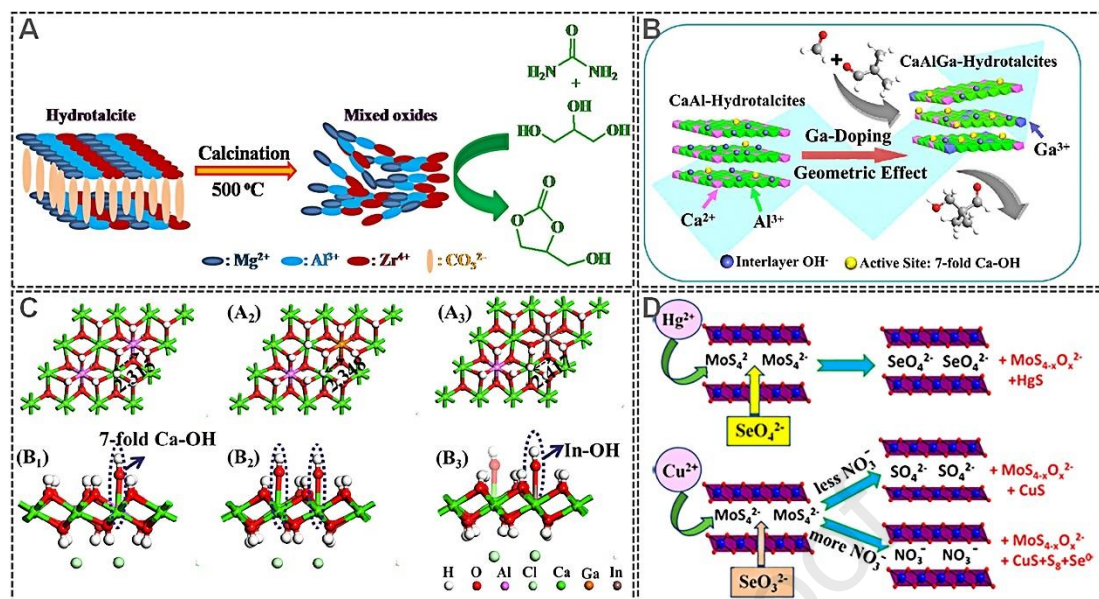 A
O
H₂N
NH₂
+
OH
HO
OH
Hydrotalcite
Mixed oxides
Calcination
500 ⁰C
O
O
O
OH
: Mg²⁺
: Al³⁺
: Zr⁴⁺
: CO₃²⁻
B
+
CaAlGa-Hydrotalcites
CaAl-Hydrotalcites
Ga-Doping
Geometric Effect
Ga³⁺
Ca²⁺
Al³⁺
Interlayer OH⁻
Active Site: 7-fold Ca-OH
C
(A₂)
(A₃)
7-fold Ca-OH
In-OH
(B₁)
(B₂)
(B₃)
H O Al Cl Ca Ga In
D
Hg²⁺
MoS₄² MoS₄²⁻
SeO₄²⁻ SeO₄²⁻
+ MoS₄₋ₓOₓ²⁻
+HgS
SeO₄²⁻
Cu²⁺
less NO₃⁻
SO₄²⁻ SO₄²⁻
+ MoS₄₋ₓOₓ²⁻
+ CuS
MoS₄²⁻ MoS₄²⁻
more NO₃⁻
NO₃⁻ NO₃⁻
+ MoS₄₋ₓOₓ²⁻
+ CuS+S₈+Se⁰
SeO₃²⁻